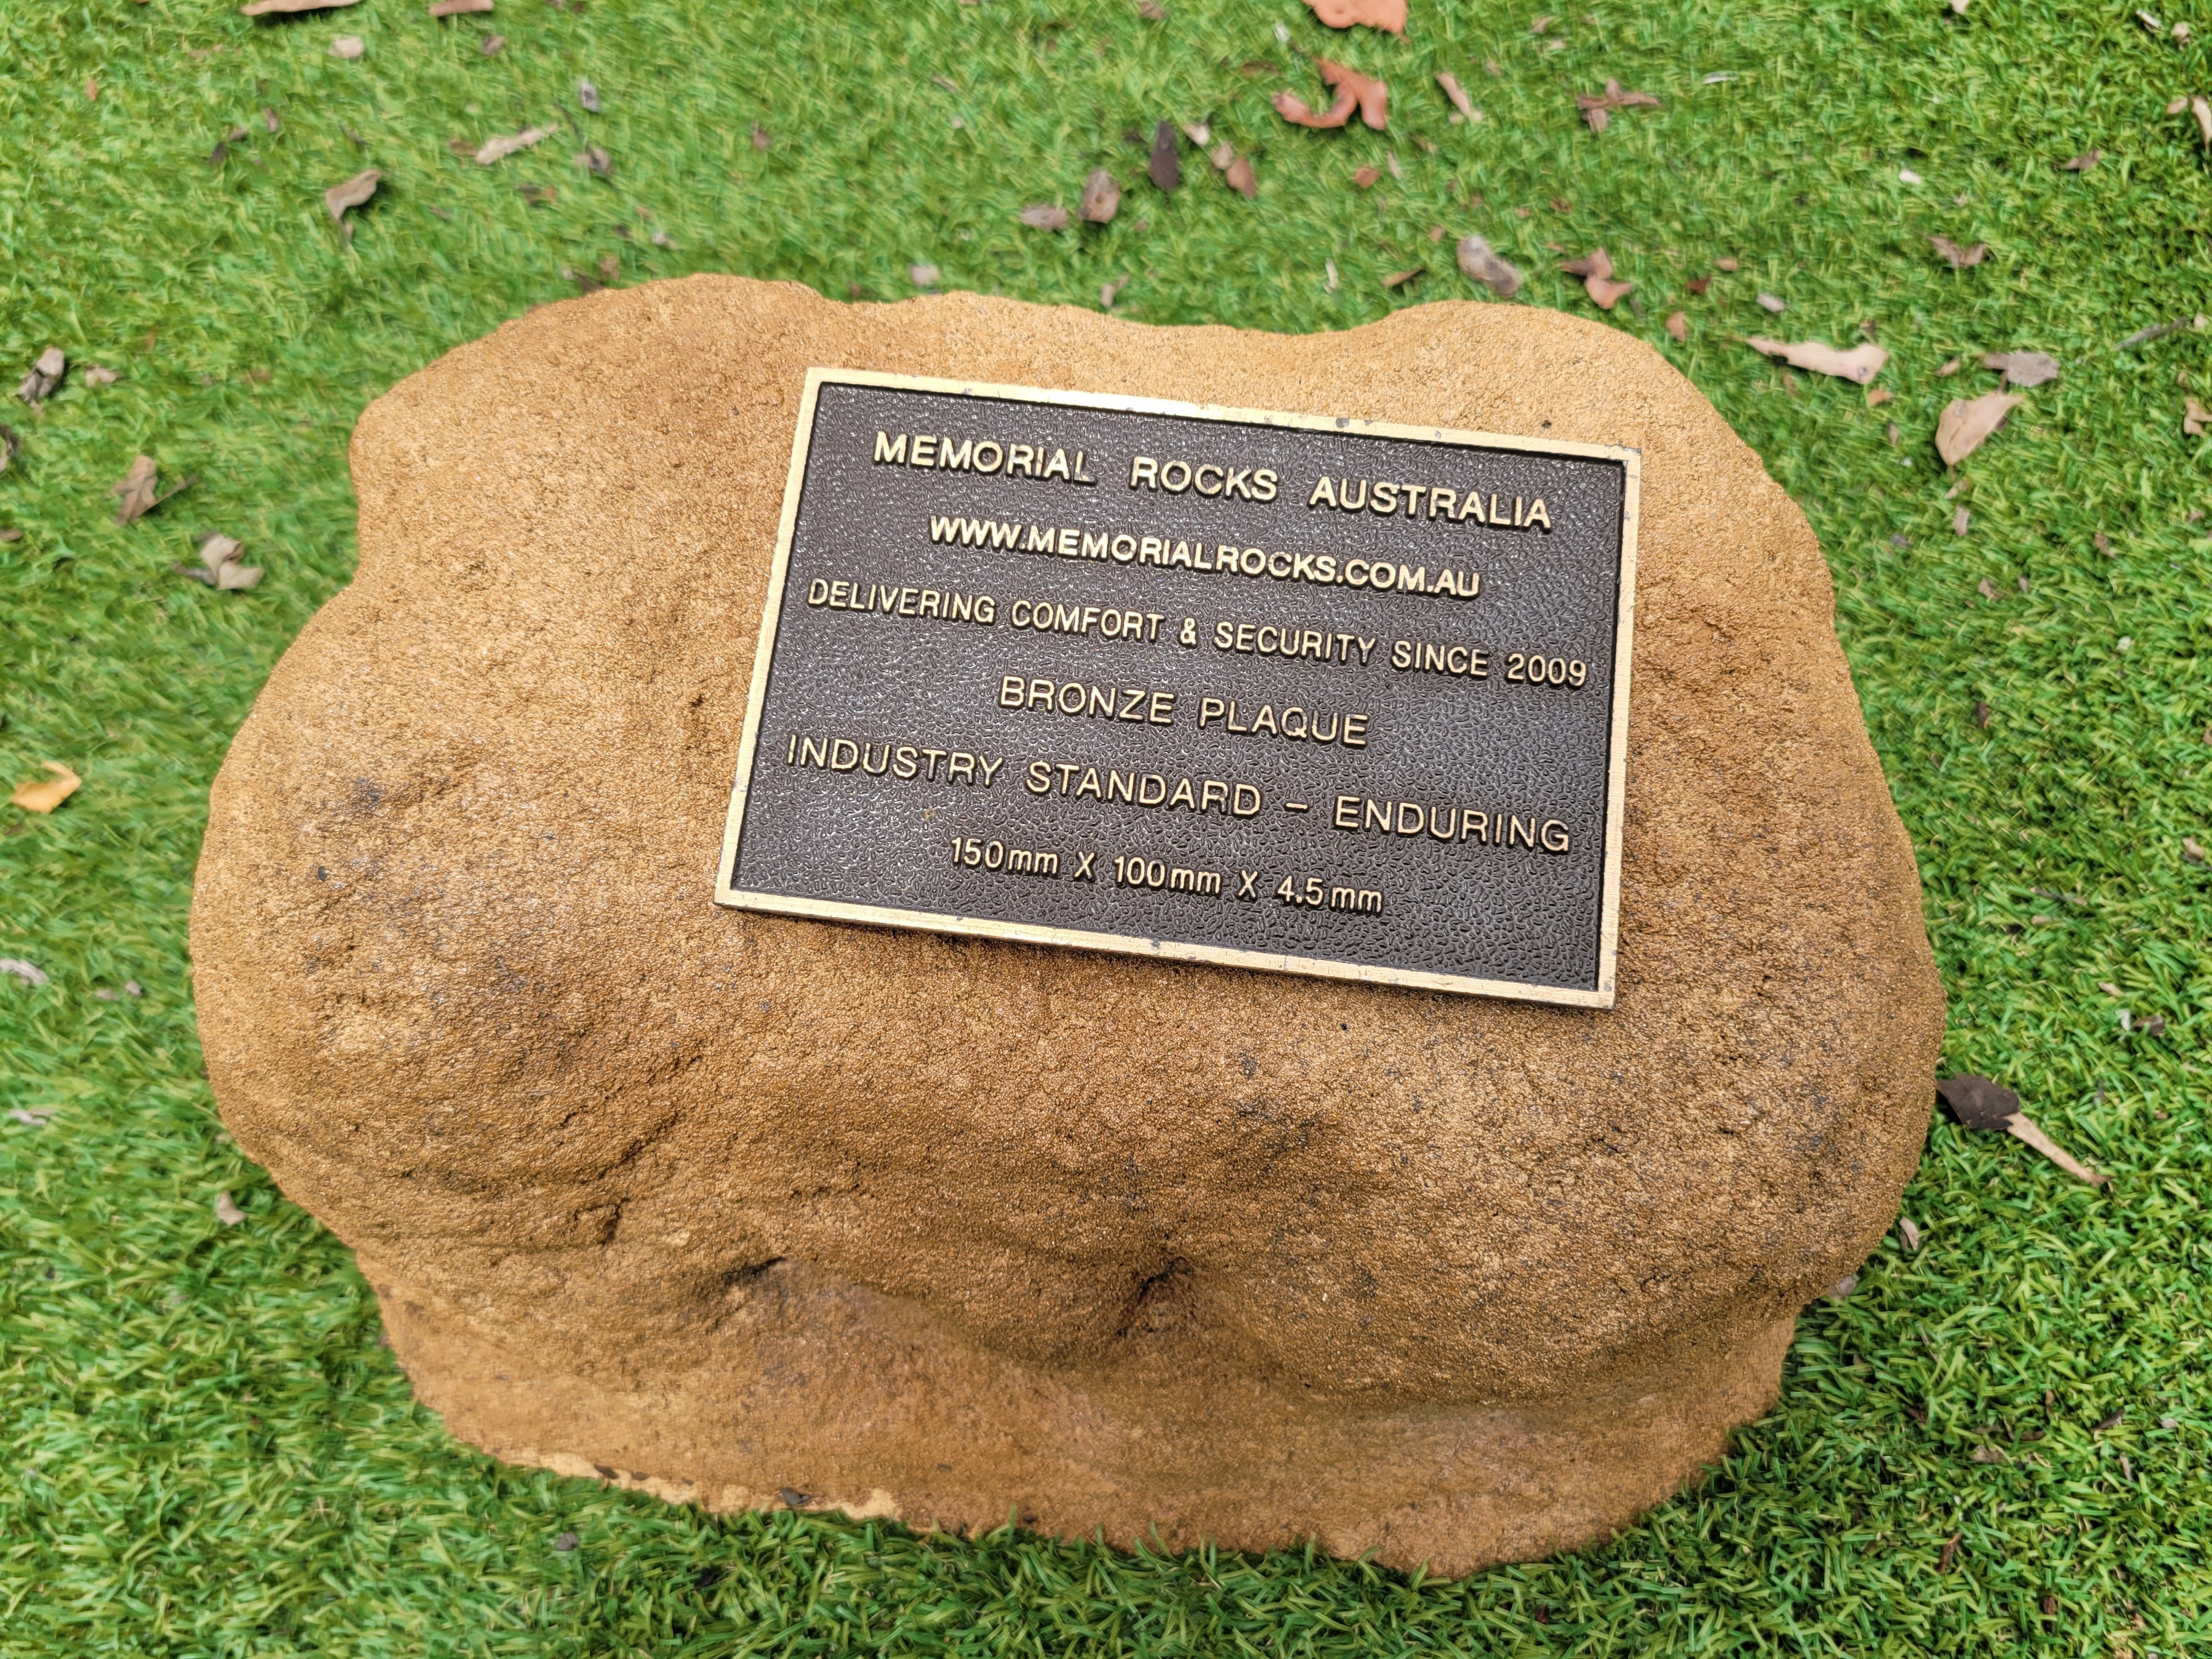 MEMORIAL ROCKS AUSTRALIA
WWW.MEMORIALROCKS.COM.AU
DELIVERING COMFORT & SECURITY SINCE 2009
BRONZE PLAQUE
INDUSTRY STANDARD - ENDURING
150mm X 100mm X 4.5mm